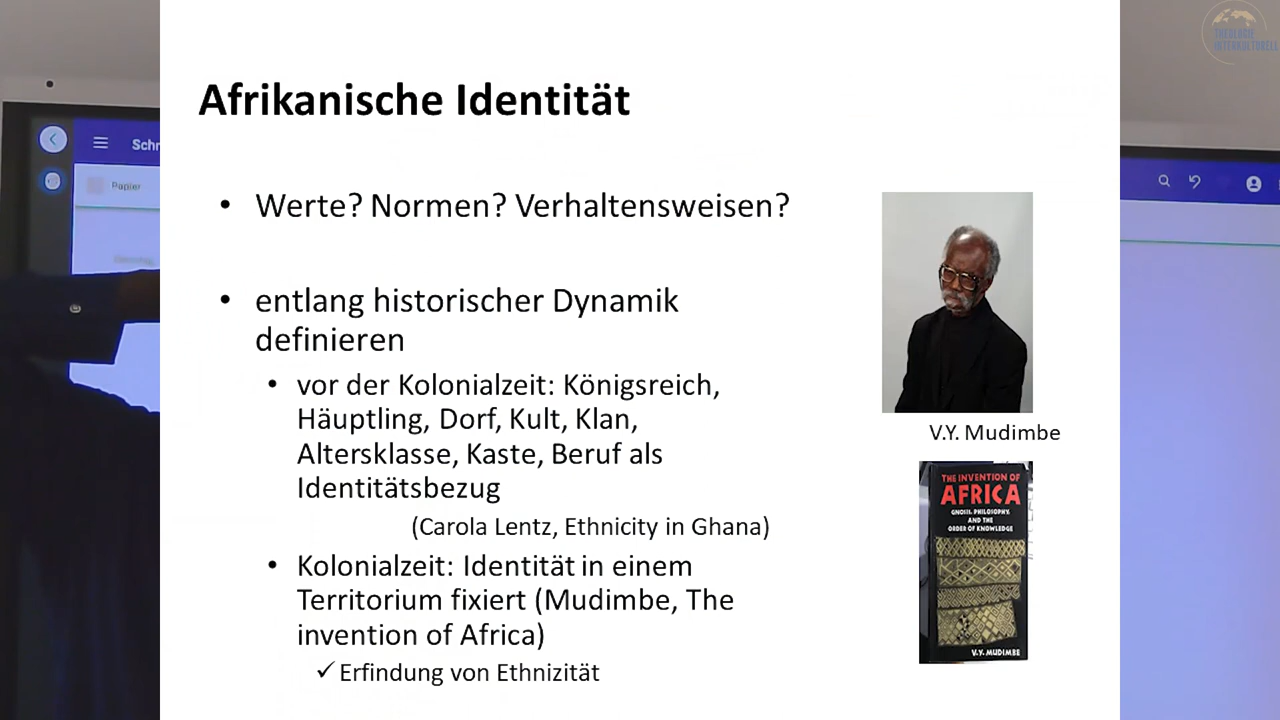 THEOLOGIE
INTERKULTURELL
Afrikanische Identität
Schr
Papier
• Werte? Normen? Verhaltensweisen?
• entlang historischer Dynamik
definieren
• vor der Kolonialzeit: Königsreich,
Häuptling, Dorf, Kult, Klan,
Altersklasse, Kaste, Beruf als
Identitätsbezug
(Carola Lentz, Ethnicity in Ghana)
• Kolonialzeit: Identität in einem
Territorium fixiert (Mudimbe, The
invention of Africa)
✓ Erfindung von Ethnizität
V.Y. Mudimbe
THE INVENTION OF
AFRICA
GNOSIS, PHILOSOPHY,
AND THE
ORDER OF KNOWLEDGE
V.Y. MUDIMBE